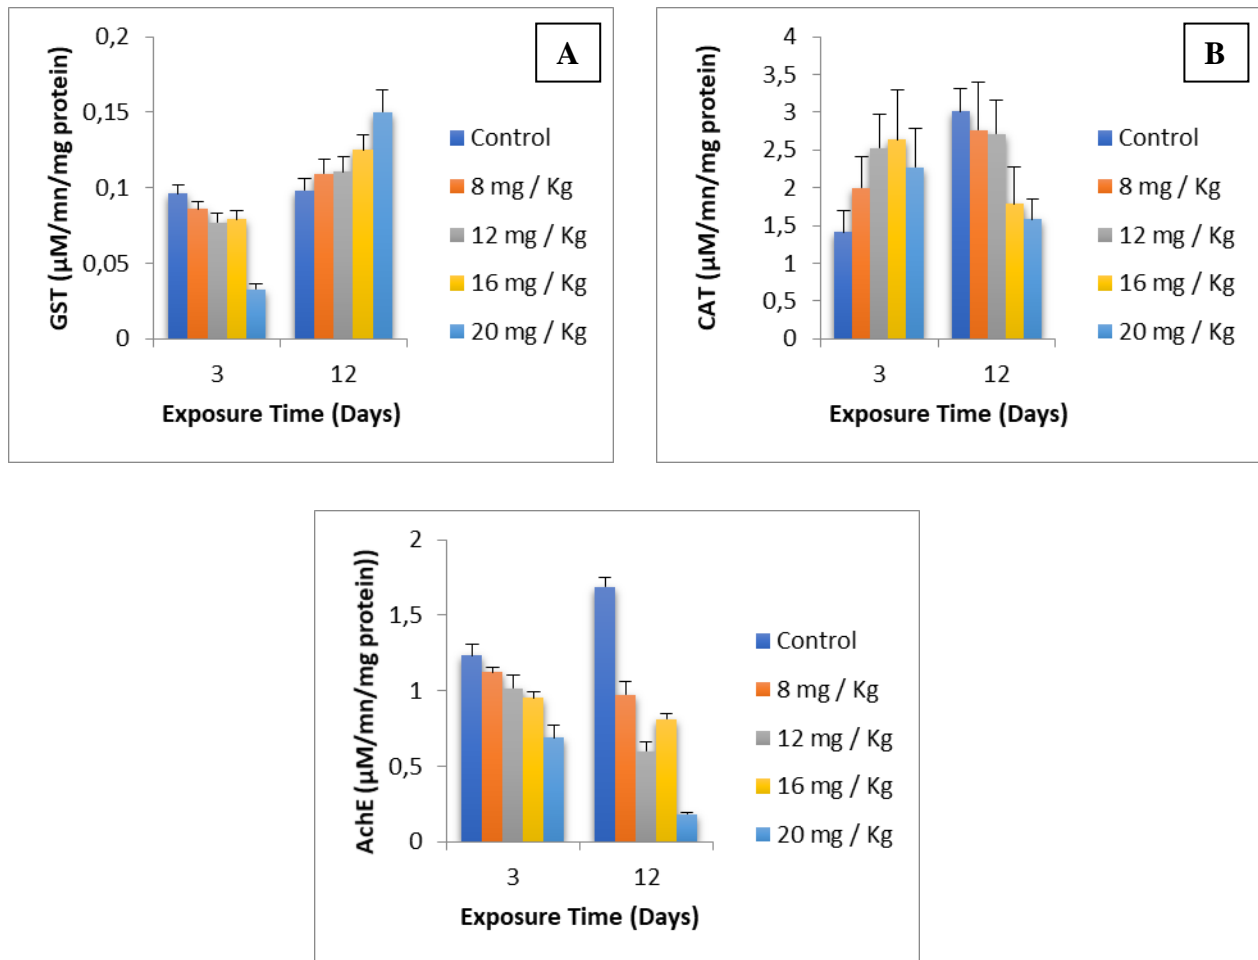 A
GST (µM/mn/mg protein)
0,2
0,15
0,1
0,05
0
3
12
Exposure Time (Days)
Control
8 mg / Kg
12 mg / Kg
16 mg / Kg
20 mg / Kg
B
CAT (µM/mn/mg protein)
4
3,5
3
2,5
2
1,5
1
0,5
0
3
12
Exposure Time (Days)
Control
8 mg / Kg
12 mg / Kg
16 mg / Kg
20 mg / Kg
AchE (µM/mn/mg protein))
2
1,5
1
0,5
0
3
12
Exposure Time (Days)
Control
8 mg / Kg
12 mg / Kg
16 mg / Kg
20 mg / Kg